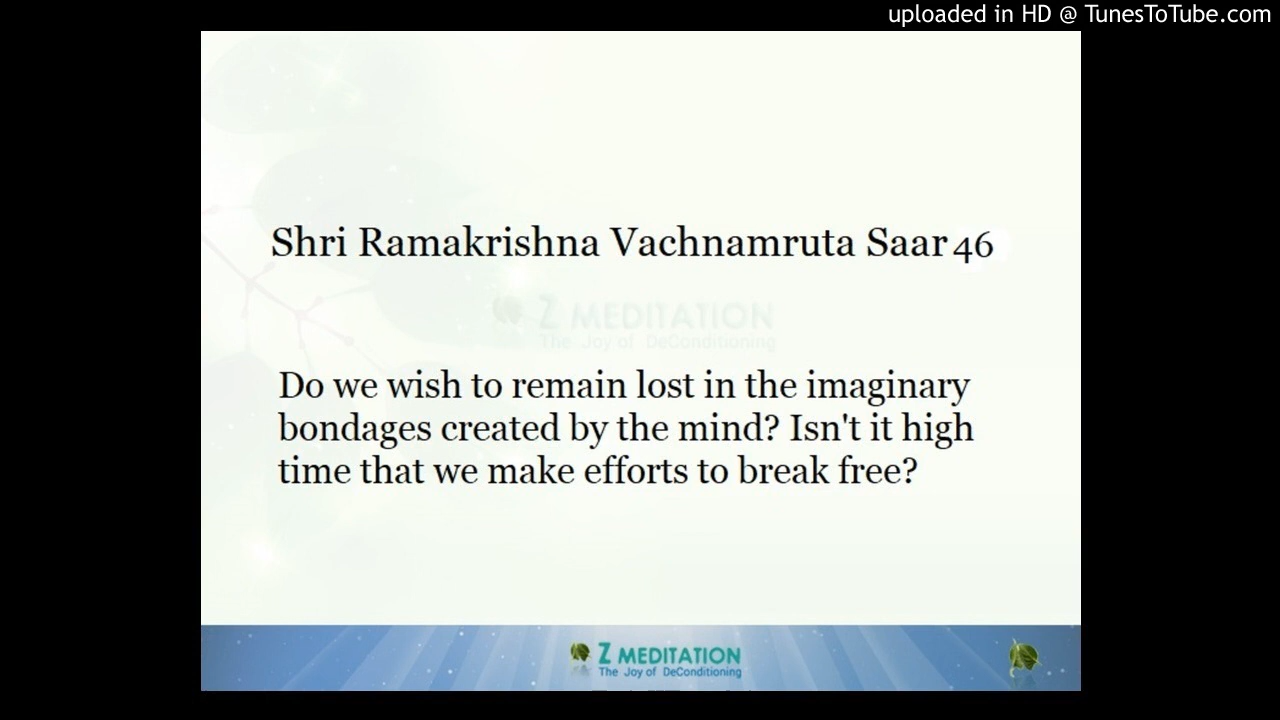 uploaded in HD @ TunesToTube.com
Shri Ramakrishna Vachnamruta Saar 46
Z MEDITATION
The Joy of DeConditioning
Do we wish to remain lost in the imaginary
bondages created by the mind? Isn't it high
time that we make efforts to break free?
Z MEDITATION
The Joy of DeConditioning